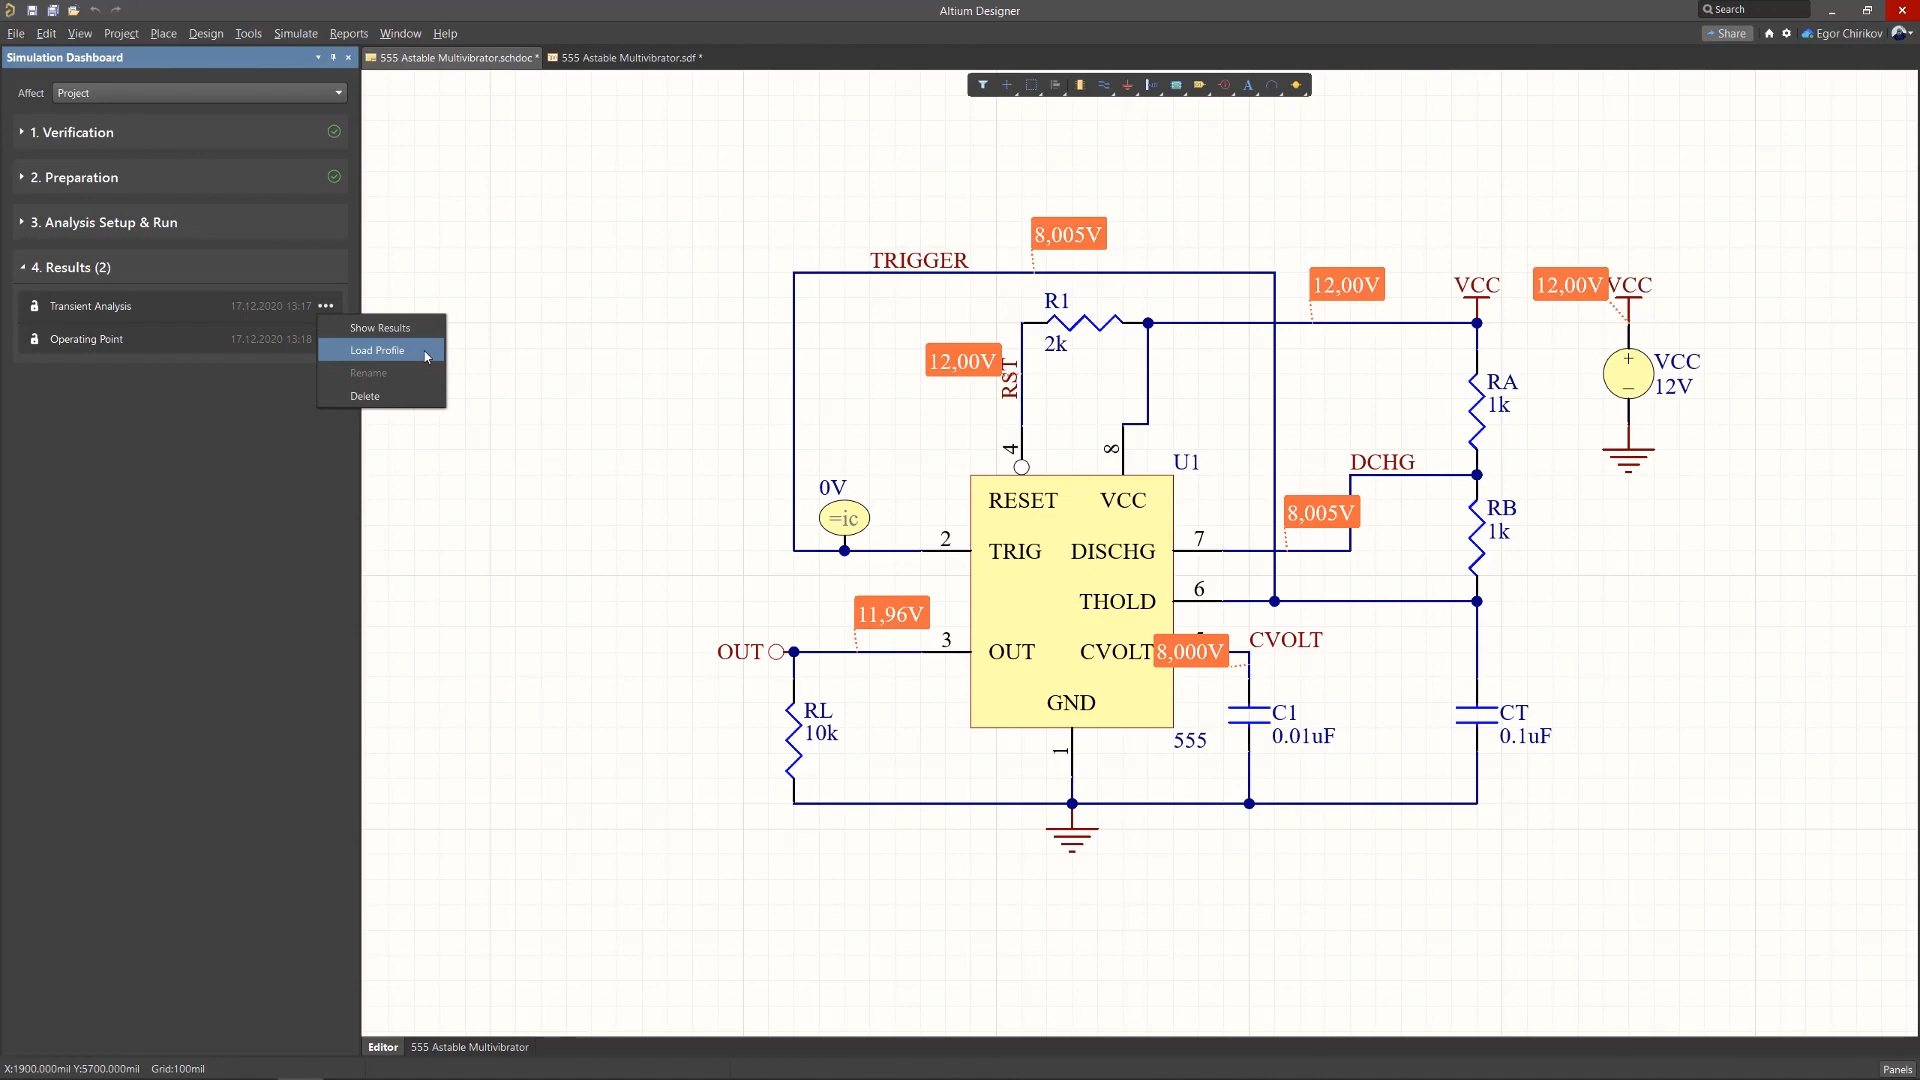 Altium Designer
Search
File Edit View Project Place Design Tools Simulate Reports Window Help
Share
Egor Chirikov
Simulation Dashboard
555 Astable Multivibrator.schdoc *
555 Astable Multivibrator.sdf *
Affect
Project
1. Verification
2. Preparation
3. Analysis Setup & Run
4. Results (2)
Transient Analysis 17.12.2020 13:17
Operating Point 17.12.2020 13:18
Show Results
Load Profile
Rename
Delete
8,005V
TRIGGER
12,00V
VCC
12,00V
VCC
R1
2k
12,00V
RST
VCC
12V
RA
1k
4
8
U1
DCHG
0V
=ic
RESET
VCC
8,005V
RB
1k
2
TRIG
DISCHG
7
THOLD
6
11,96V
3
OUT
OUT
CVOLT
8,000V
CVOLT
GND
RL
10k
C1
0.01uF
CT
0.1uF
555
1
Editor
555 Astable Multivibrator
X:1900.000mil Y:5700.000mil Grid:100mil
Panels